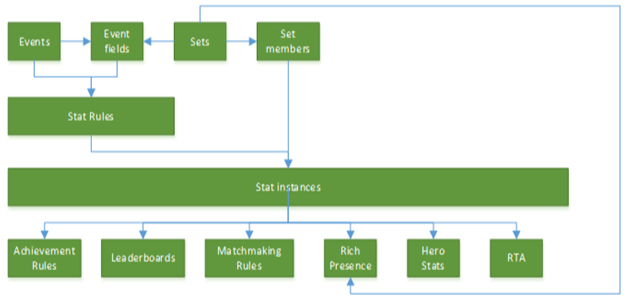 Events
Event
fields
Sets
Set
members
Stat Rules
Stat instances
Achievement
Rules
Leaderboards
Matchmaking
Rules
Rich
Presence
Hero
Stats
RTA